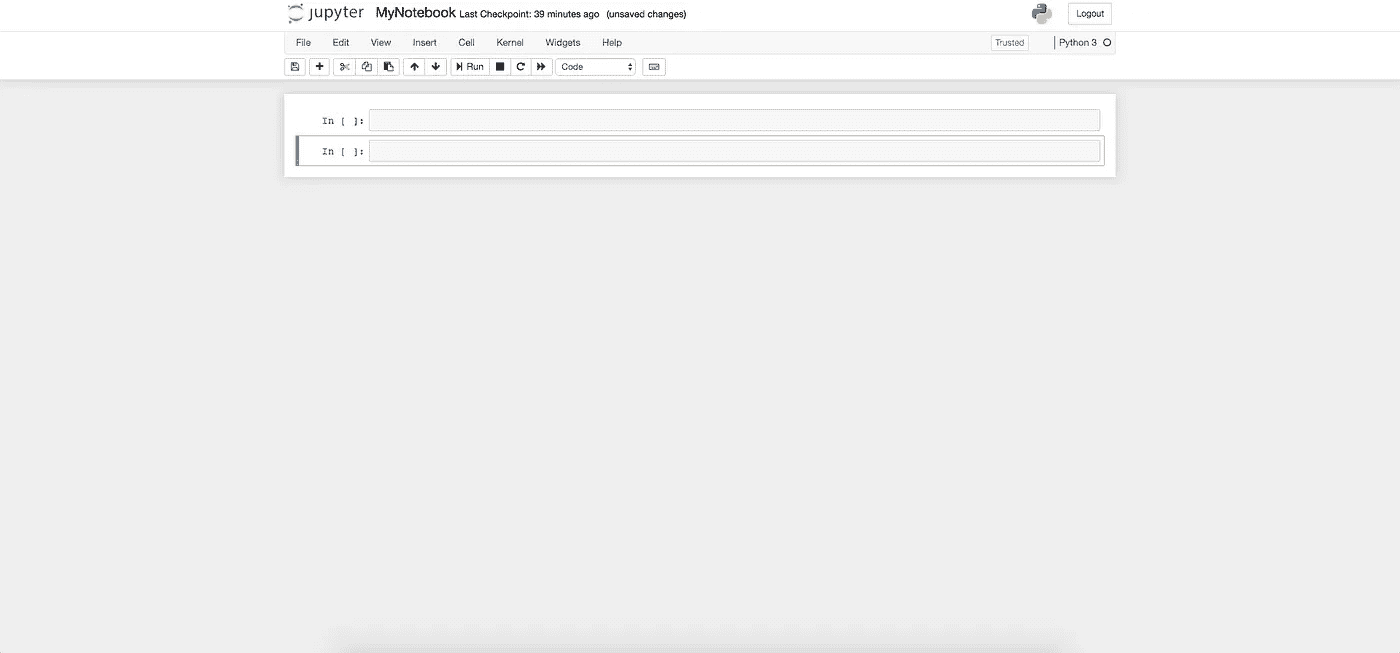 jupyter MyNotebook Last Checkpoint: 39 minutes ago (unsaved changes) Logout
File Edit View Insert Cell Kernel Widgets Help Trusted Python 3
Run Code
In [ ]:
In [ ]: